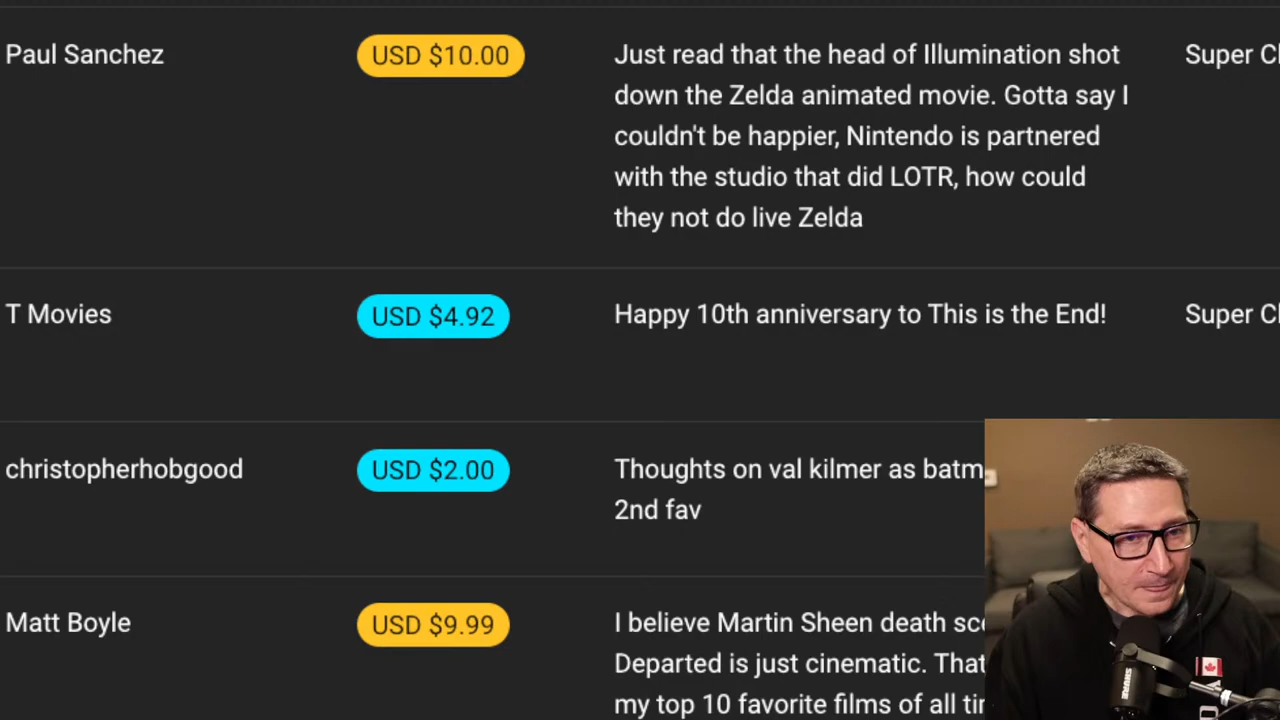 Paul Sanchez
USD $10.00
Just read that the head of Illumination shot
down the Zelda animated movie. Gotta say I
couldn't be happier, Nintendo is partnered
with the studio that did LOTR, how could
they not do live Zelda
Super
T Movies
USD $4.92
Happy 10th anniversary to This is the End!
Super
christopherhobgood
USD $2.00
Thoughts on val kilmer as
2nd fav
Matt Boyle
USD $9.99
I believe Martin Sheen death
Departed is just cinematic. That
my top 10 favorite films of all
SHURE